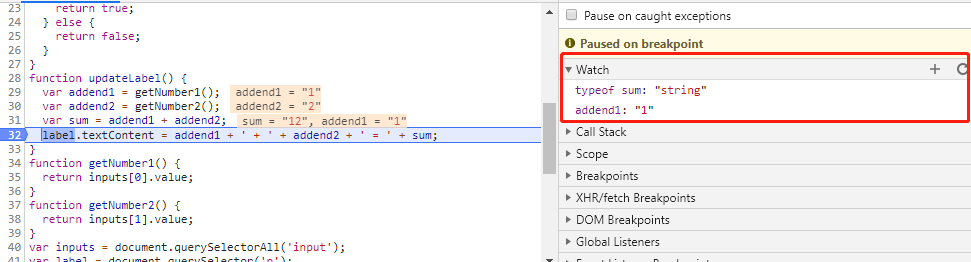 23 return true;
24 } else {
25 return false;
26 }
27 }
28 function updateLabel() {
29 var addend1 = getNumber1(); addend1 = "1"
30 var addend2 = getNumber2(); addend2 = "2"
31 var sum = addend1 + addend2; sum = "12", addend1 = "1"
32 label.textContent = addend1 + ' + ' + addend2 + ' = ' + sum;
33 }
34 function getNumber1() {
35 return inputs[0].value;
36 }
37 function getNumber2() {
38 return inputs[1].value;
39 }
40 var inputs = document.querySelectorAll('input');
41 var label = document.querySelector('p');
Pause on caught exceptions
Paused on breakpoint
Watch
typeof sum: "string"
addend1: "1"
Call Stack
Scope
Breakpoints
XHR/fetch Breakpoints
DOM Breakpoints
Global Listeners
Event Listener Breakpoints